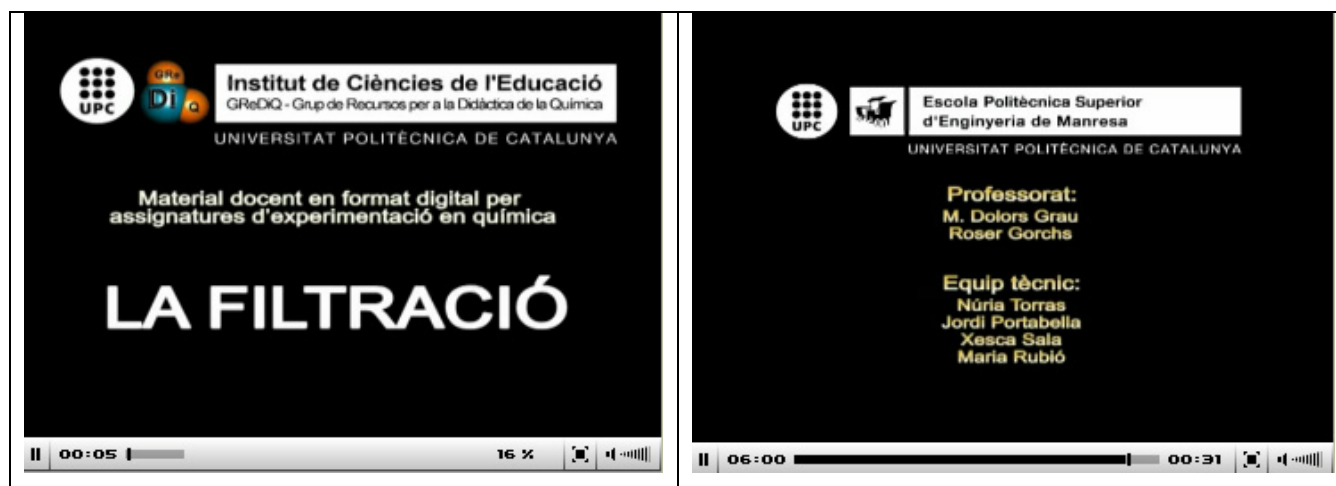 UPC
GRe
Di
Q
Institut de Ciències de l'Educació
GReDiQ - Grup de Recursos per a la Didàctica de la Química
UNIVERSITAT POLITÈCNICA DE CATALUNYA
Material docent en format digital per
assignatures d'experimentació en química
LA FILTRACIÓ
00:05
16 %
UPC
Escola Politècnica Superior
d'Enginyeria de Manresa
UNIVERSITAT POLITÈCNICA DE CATALUNYA
Professorat:
M. Dolors Grau
Roser Gorchs
Equip tècnic:
Núria Torras
Jordi Portabella
Xesca Sala
Maria Rubió
06:00
00:31